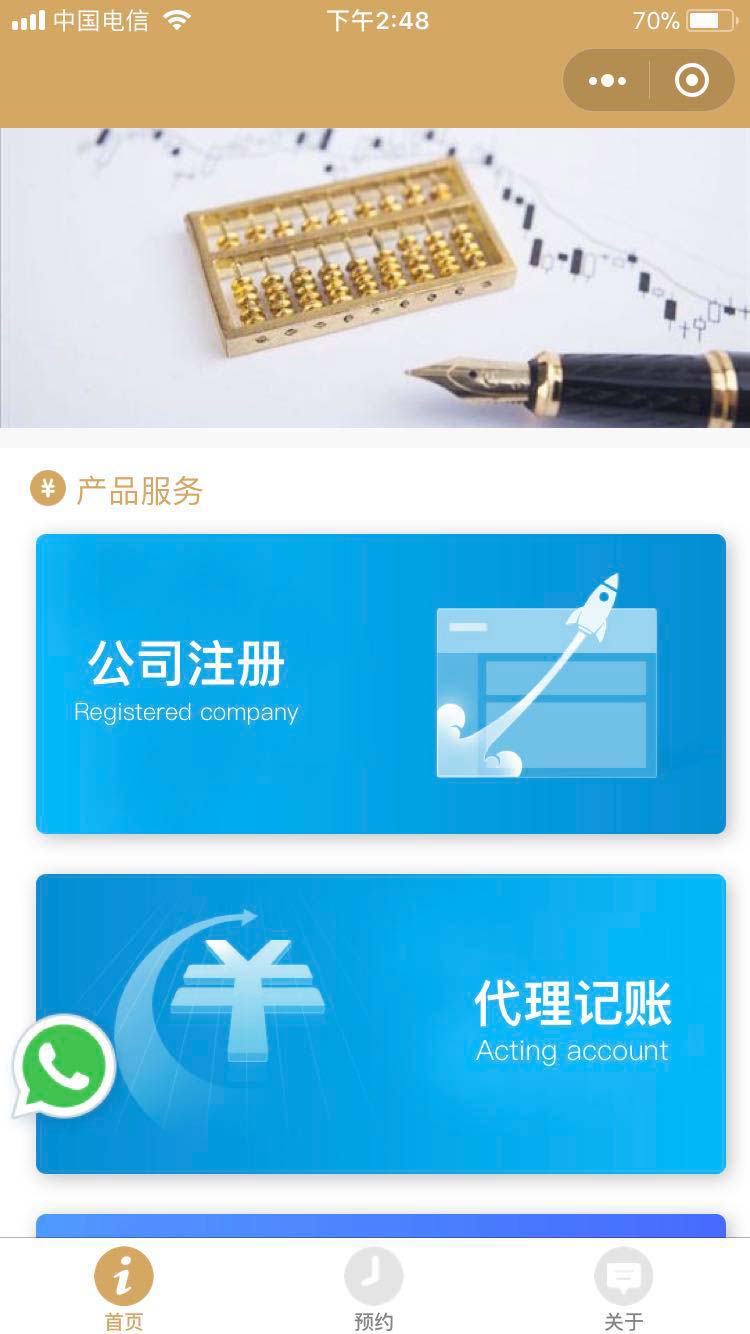 中国电信
下午2:48
70%
产品服务
公司注册
Registered company
代理记账
Acting account
首页
预约
关于